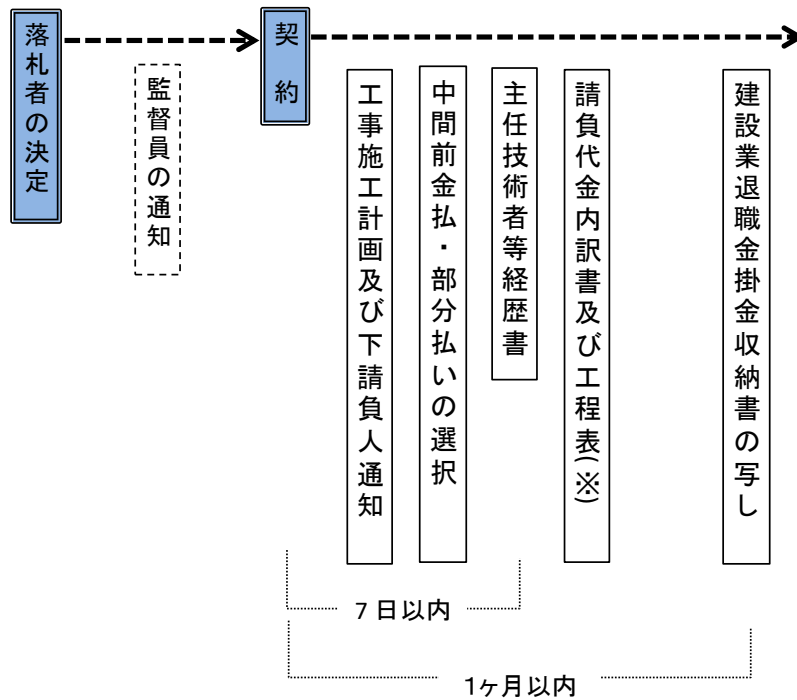 落札者の決定
監督員の通知
契約
工事施工計画及び下請負人通知
中間前金払・部分払いの選択
主任技術者等経歴書
請負代金内訳書及び工程表(※)
建設業退職金掛金収納書の写し
7日以内
1ヶ月以内